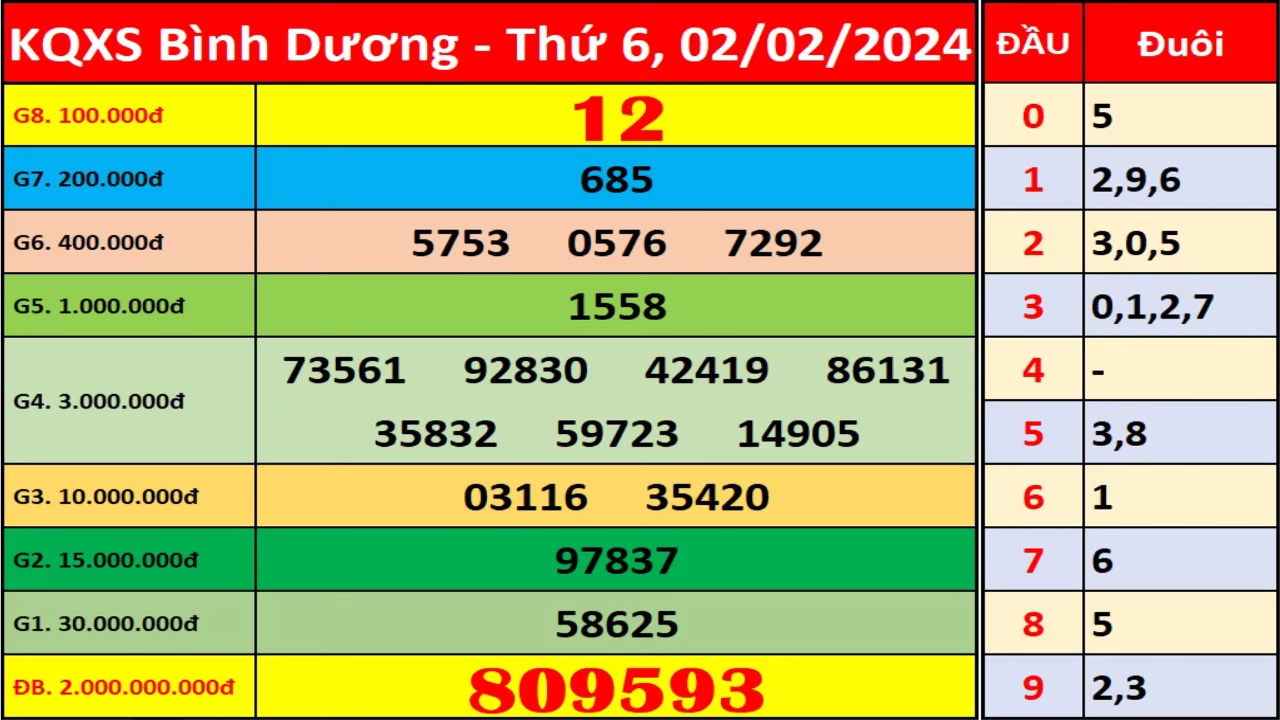 KQXS Bình Dương - Thứ 6, 02/02/2024 ĐẦU Đuôi
G8. 100.000đ 12 0 5
G7. 200.000đ 685 1 2,9,6
G6. 400.000đ 5753 0576 7292 2 3,0,5
G5. 1.000.000đ 1558 3 0,1,2,7
73561 92830 42419 86131 4 -
G4. 3.000.000đ
35832 59723 14905 5 3,8
G3. 10.000.000đ 03116 35420 6 1
G2. 15.000.000đ 97837 7 6
G1. 30.000.000đ 58625 8 5
ĐB. 2.000.000.000đ 809593 9 2,3